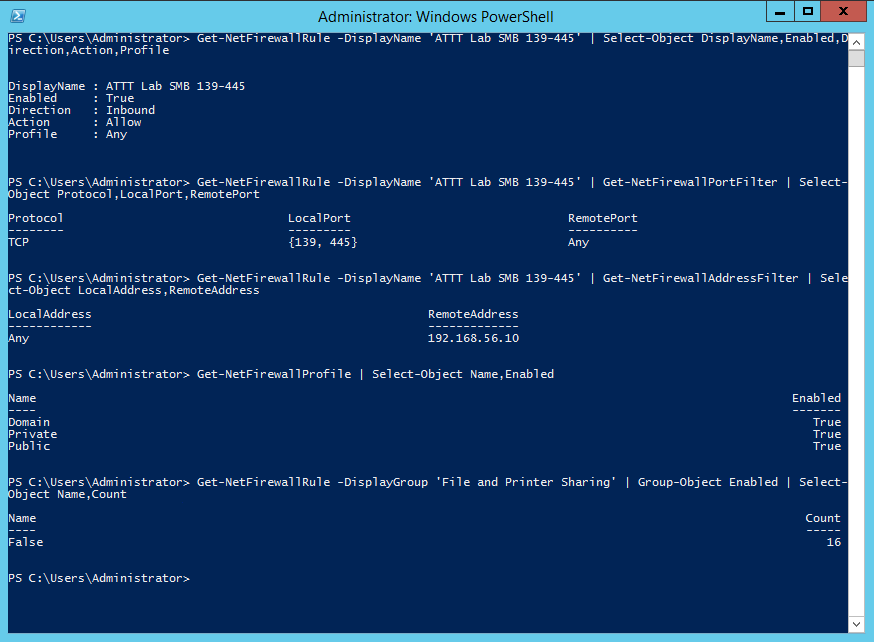 Administrator: Windows PowerShell
PS C:\Users\Administrator> Get-NetFirewallRule -DisplayName 'ATTT Lab SMB 139-445' | Select-Object DisplayName,Enabled,D
irection,Action,Profile
DisplayName : ATTT Lab SMB 139-445
Enabled     : True
Direction   : Inbound
Action      : Allow
Profile     : Any
PS C:\Users\Administrator> Get-NetFirewallRule -DisplayName 'ATTT Lab SMB 139-445' | Get-NetFirewallPortFilter | Select-
Object Protocol,LocalPort,RemotePort
Protocol                                LocalPort                               RemotePort
--------                                ---------                               ----------
TCP                                     {139, 445}                              Any
PS C:\Users\Administrator> Get-NetFirewallRule -DisplayName 'ATTT Lab SMB 139-445' | Get-NetFirewallAddressFilter | Sele
ct-Object LocalAddress,RemoteAddress
LocalAddress                                                RemoteAddress
------------                                                -------------
Any                                                         192.168.56.10
PS C:\Users\Administrator> Get-NetFirewallProfile | Select-Object Name,Enabled
Name                                                                                                            Enabled
----                                                                                                            -------
Domain                                                                                                             True
Private                                                                                                            True
Public                                                                                                             True
PS C:\Users\Administrator> Get-NetFirewallRule -DisplayGroup 'File and Printer Sharing' | Group-Object Enabled | Select-
Object Name,Count
Name                                                                                                              Count
----                                                                                                              -----
False                                                                                                                16
PS C:\Users\Administrator>